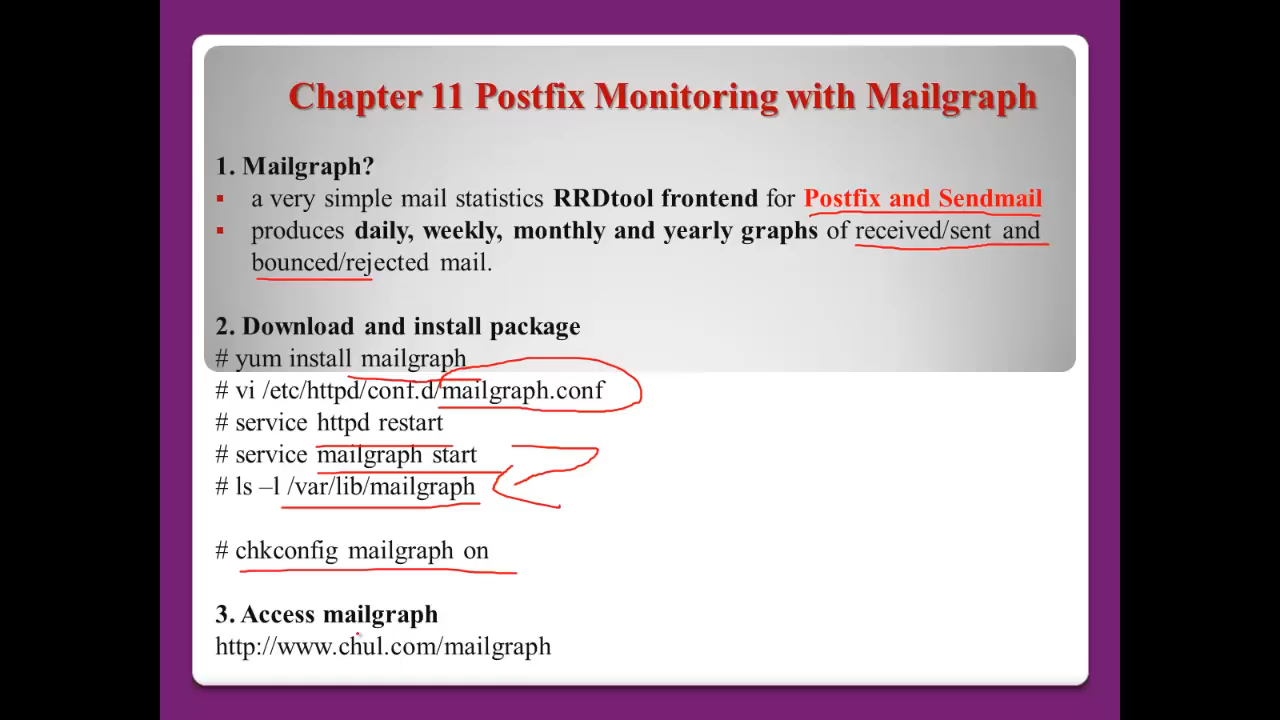 Chapter 11 Postfix Monitoring with Mailgraph
1. Mailgraph?
▪ a very simple mail statistics RRDtool frontend for Postfix and Sendmail
▪ produces daily, weekly, monthly and yearly graphs of received/sent and
bounced/rejected mail.
2. Download and install package
# yum install mailgraph
# vi /etc/httpd/conf.d/mailgraph.conf
# service httpd restart
# service mailgraph start
# ls –l /var/lib/mailgraph
# chkconfig mailgraph on
3. Access mailgraph
http://www.chul.com/mailgraph